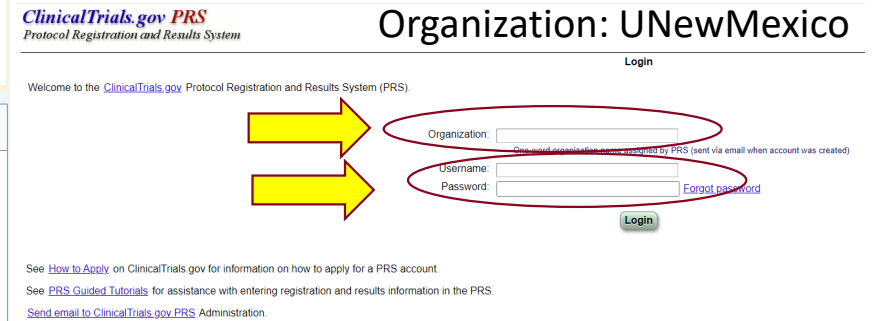 ClinicalTrials.gov PRS
Protocol Registration and Results System
Organization: UNewMexico
Login
Welcome to the ClinicalTrials.gov Protocol Registration and Results System (PRS).
Organization:
One-word organization name assigned by PRS (sent via email when account was created)
Username:
Password:
Forgot password
Login
See How to Apply on ClinicalTrials.gov for information on how to apply for a PRS account.
See PRS Guided Tutorials for assistance with entering registration and results information in the PRS.
Send email to ClinicalTrials.gov PRS Administration.